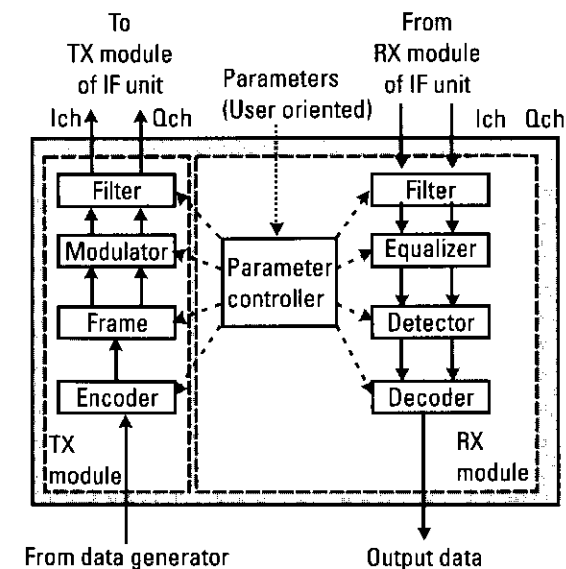 To
TX module
of IF unit
From
RX module
of IF unit
Parameters
(User oriented)
Ich
Qch
Ich
Qch
Filter
Filter
Modulator
Equalizer
Parameter
controller
Frame
Detector
Encoder
Decoder
TX
module
RX
module
From data generator
Output data